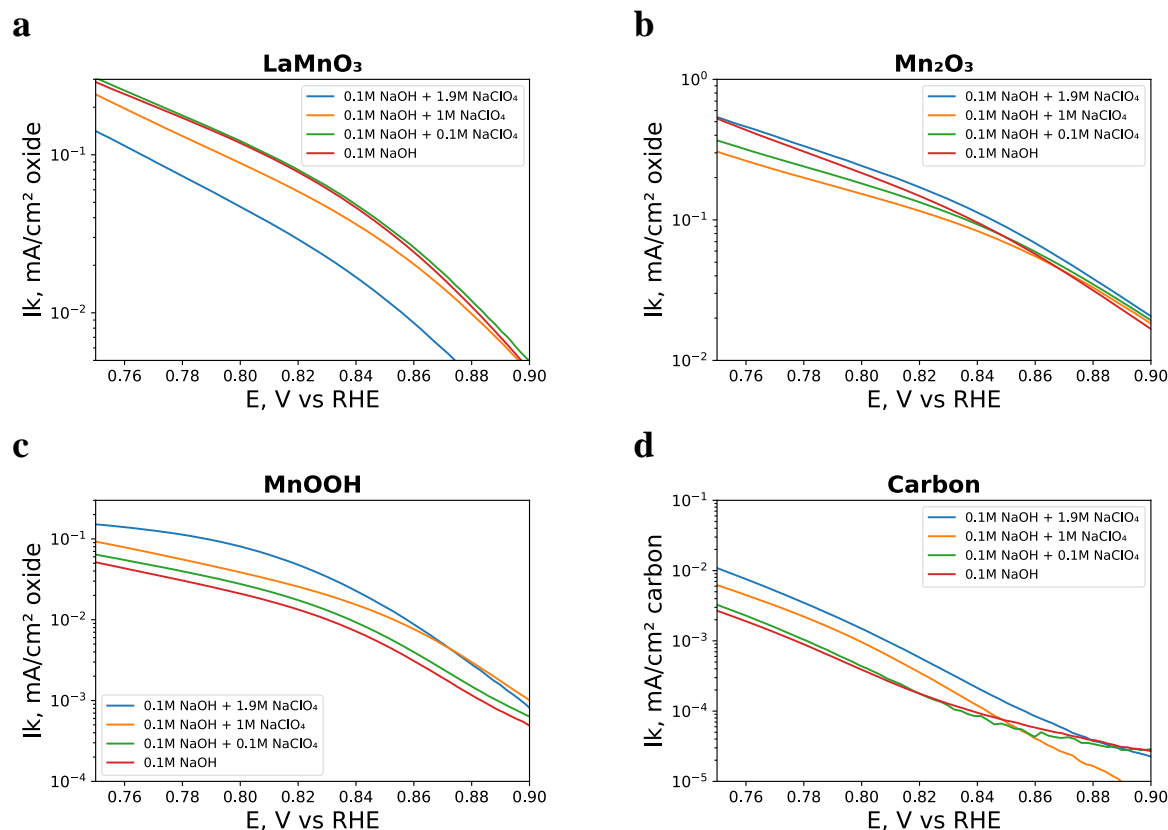 a
LaMnO₃
Ik, mA/cm² oxide
10⁻¹
10⁻²
0.1M NaOH + 1.9M NaClO₄
0.1M NaOH + 1M NaClO₄
0.1M NaOH + 0.1M NaClO₄
0.1M NaOH
0.76 0.78 0.80 0.82 0.84 0.86 0.88 0.90
E, V vs RHE
b
Mn₂O₃
Ik, mA/cm² oxide
10⁰
10⁻¹
10⁻²
0.1M NaOH + 1.9M NaClO₄
0.1M NaOH + 1M NaClO₄
0.1M NaOH + 0.1M NaClO₄
0.1M NaOH
0.76 0.78 0.80 0.82 0.84 0.86 0.88 0.90
E, V vs RHE
c
MnOOH
Ik, mA/cm² oxide
10⁻¹
10⁻²
10⁻³
10⁻⁴
0.1M NaOH + 1.9M NaClO₄
0.1M NaOH + 1M NaClO₄
0.1M NaOH + 0.1M NaClO₄
0.1M NaOH
0.76 0.78 0.80 0.82 0.84 0.86 0.88 0.90
E, V vs RHE
d
Carbon
Ik, mA/cm² carbon
10⁻¹
10⁻²
10⁻³
10⁻⁴
10⁻⁵
0.1M NaOH + 1.9M NaClO₄
0.1M NaOH + 1M NaClO₄
0.1M NaOH + 0.1M NaClO₄
0.1M NaOH
0.76 0.78 0.80 0.82 0.84 0.86 0.88 0.90
E, V vs RHE